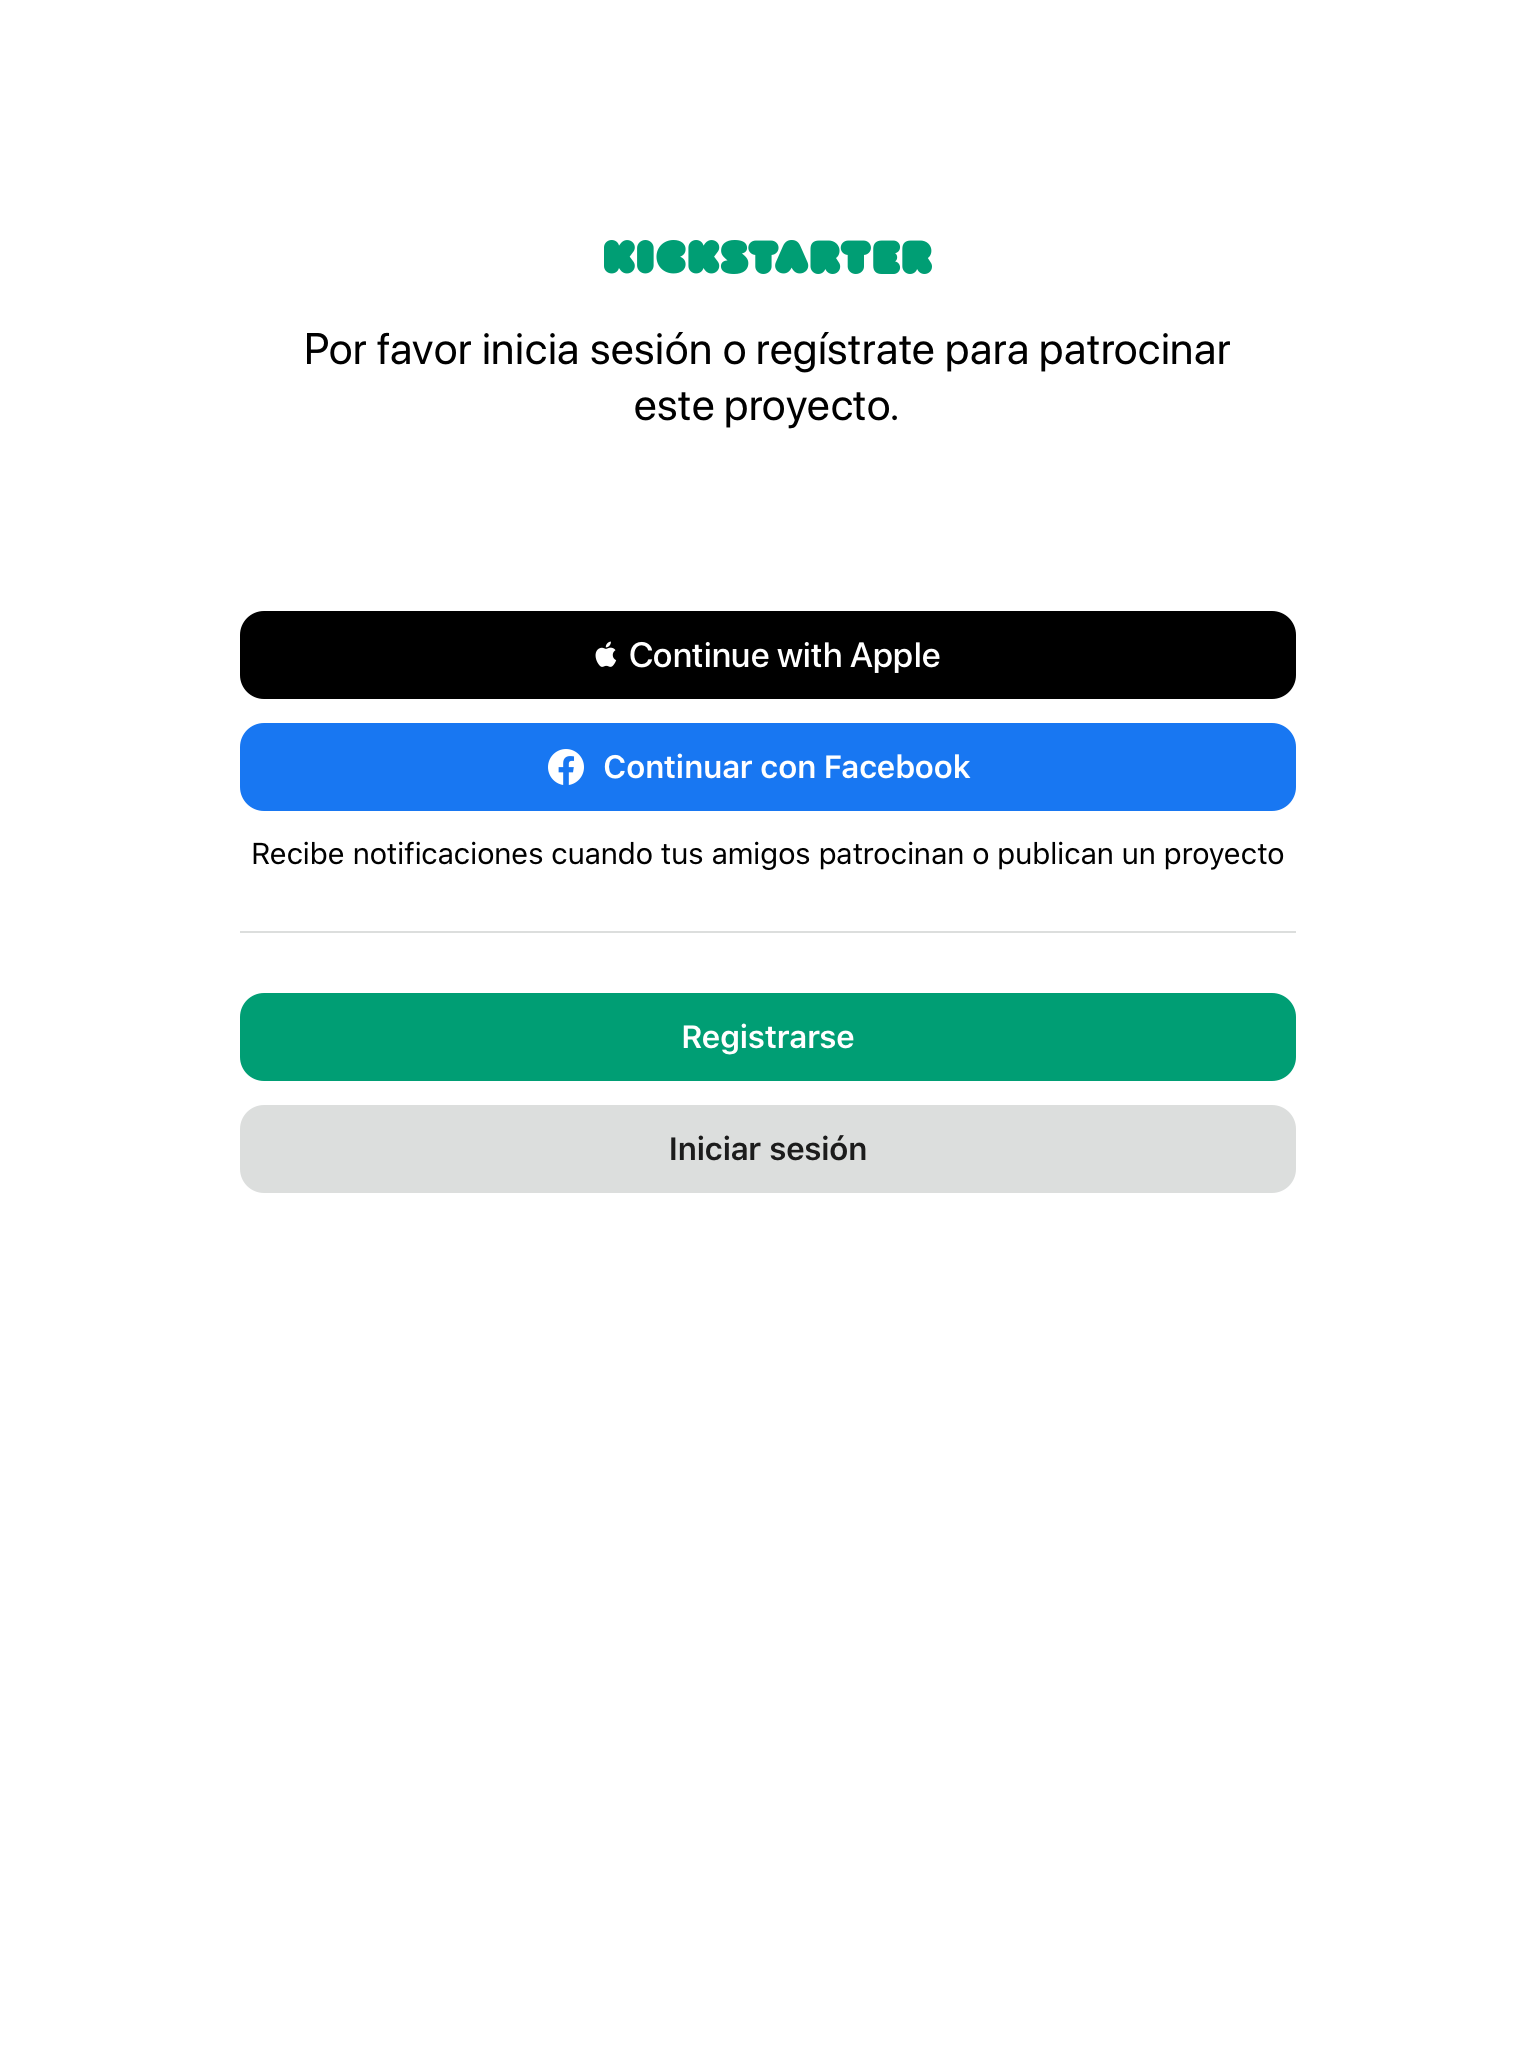 KICKSTARTER
Por favor inicia sesión o regístrate para patrocinar
este proyecto.
Continue with Apple
Continuar con Facebook
Recibe notificaciones cuando tus amigos patrocinan o publican un proyecto
Registrarse
Iniciar sesión